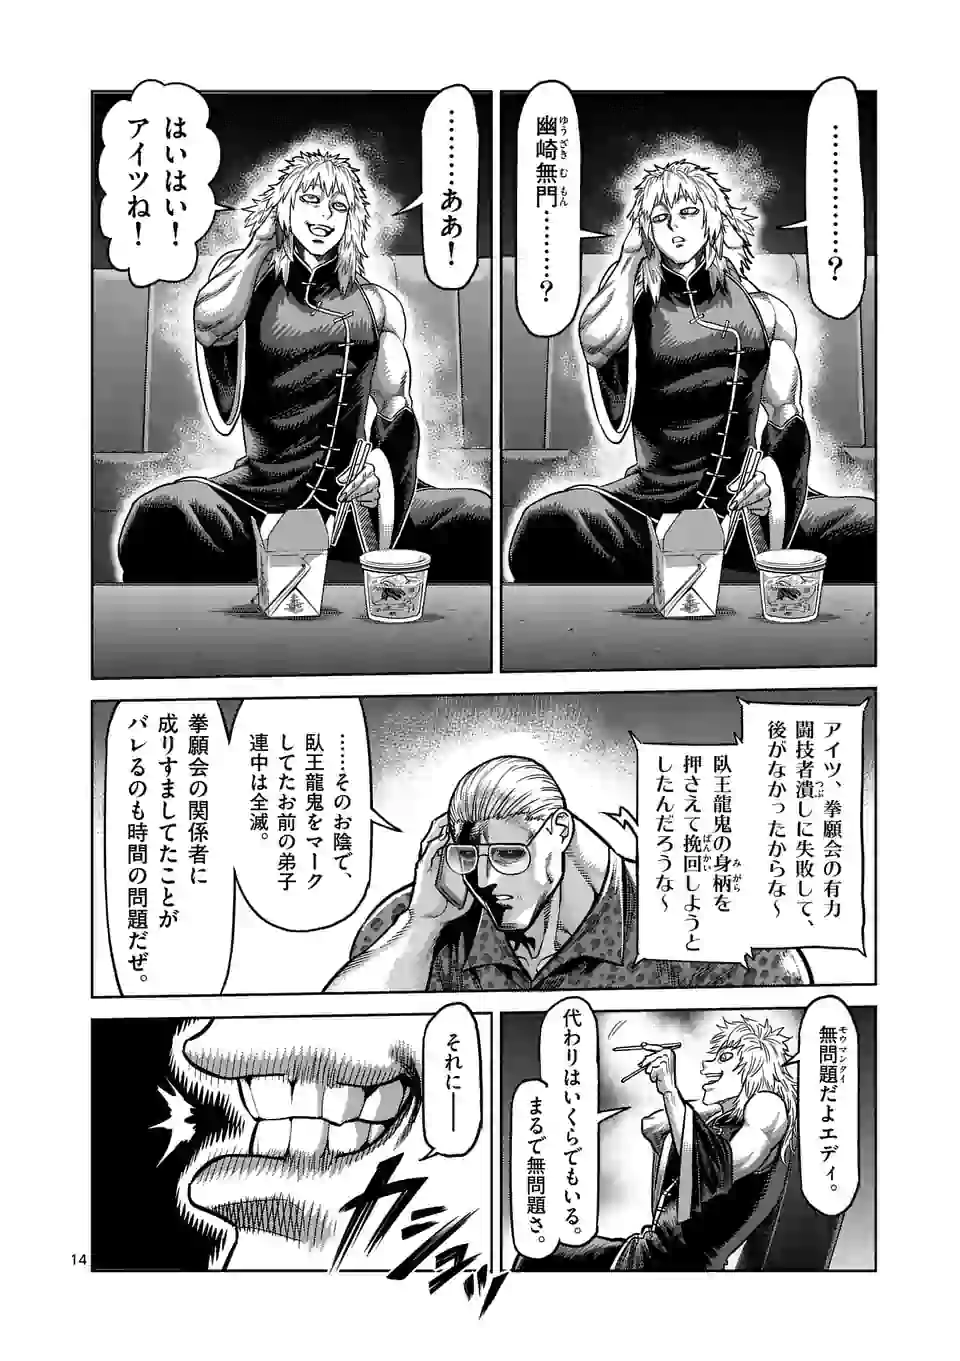 ………？
幽崎無門……？
………ああ！
はいはい！
アイツね！
アイツ、拳願会の有力
闘技者潰しに失敗して、
後がなかったからな〜
臥王龍鬼の身柄を
押さえて挽回しようと
したんだろうな〜
……そのお陰で、
臥王龍鬼をマーク
してたお前の弟子
連中は全滅。
拳願会の関係者に
成りすましてたことが
バレるのも時間の問題だぜ。
無問題だよエディ。
代わりはいくらでもいる。
まるで無問題さ。
それに――
カシュッ
14